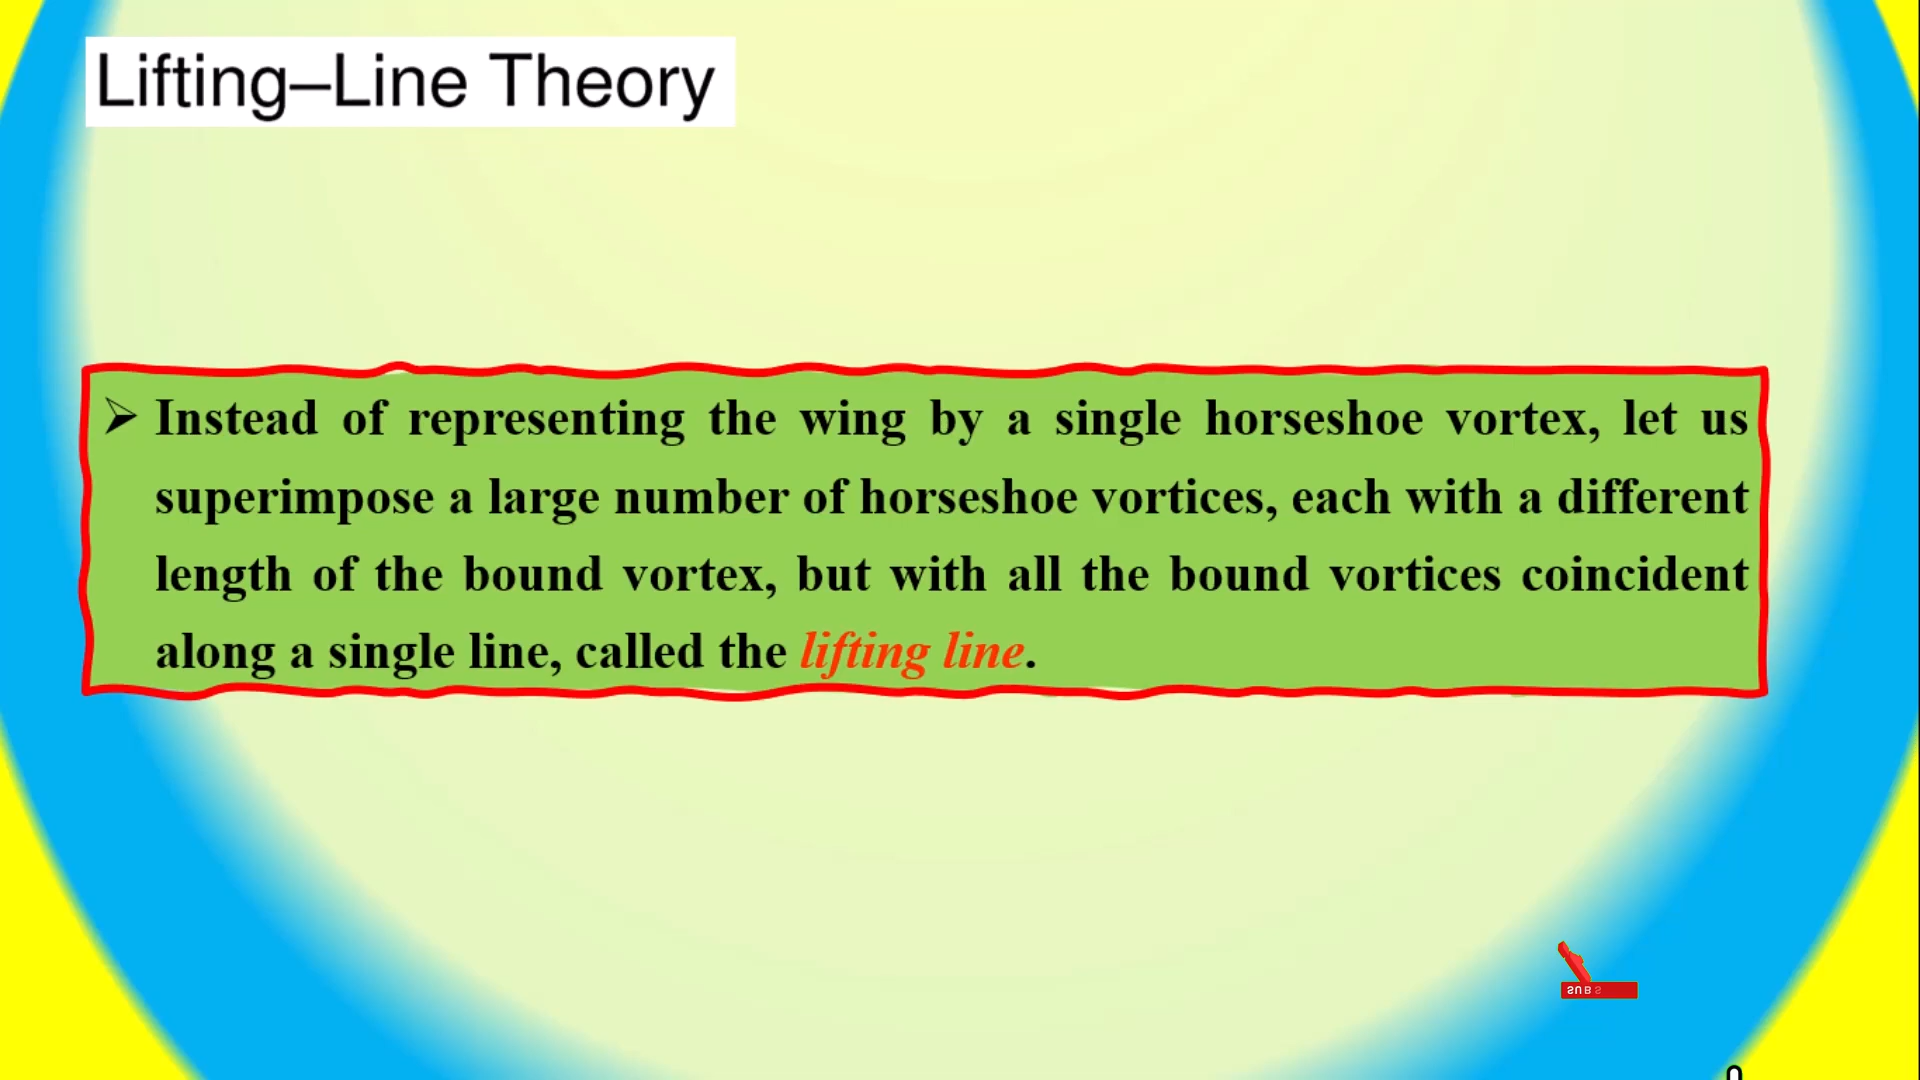 Lifting–Line Theory
➢ Instead of representing the wing by a single horseshoe vortex, let us
superimpose a large number of horseshoe vortices, each with a different
length of the bound vortex, but with all the bound vortices coincident
along a single line, called the lifting line.